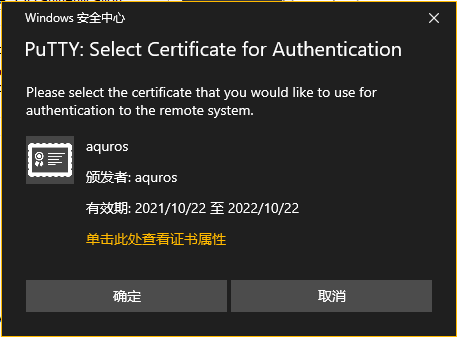 Windows 安全中心
PuTTY: Select Certificate for Authentication
Please select the certificate that you would like to use for
authentication to the remote system.
aquros
颁发者: aquros
有效期: 2021/10/22 至 2022/10/22
单击此处查看证书属性
确定
取消